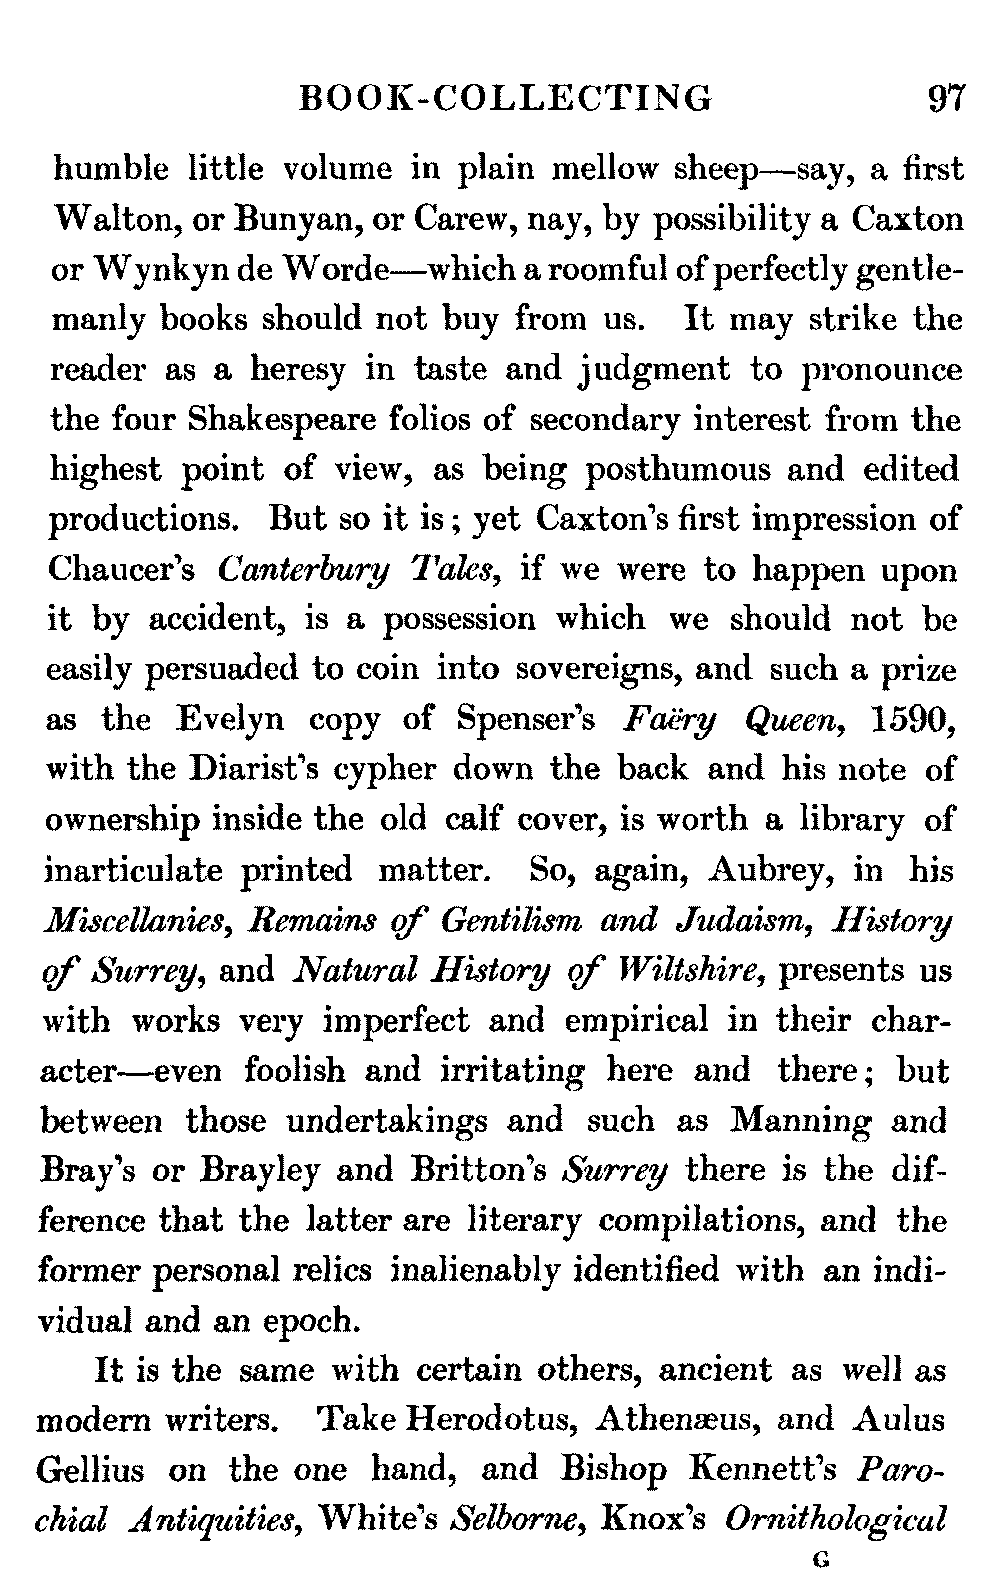 BOOK-COLLECTING 97
humble little volume in plain mellow sheep—say, a first
Walton, or Bunyan, or Carew, nay, by possibility a Caxton
or Wynkyn de Worde—which a roomful of perfectly gentle-
manly books should not buy from us. It may strike the
reader as a heresy in taste and judgment to pronounce
the four Shakespeare folios of secondary interest from the
highest point of view, as being posthumous and edited
productions. But so it is; yet Caxton's first impression of
Chaucer's Canterbury Tales, if we were to happen upon
it by accident, is a possession which we should not be
easily persuaded to coin into sovereigns, and such a prize
as the Evelyn copy of Spenser's Faëry Queen, 1590,
with the Diarist's cypher down the back and his note of
ownership inside the old calf cover, is worth a library of
inarticulate printed matter. So, again, Aubrey, in his
Miscellanies, Remains of Gentilism and Judaism, History
of Surrey, and Natural History of Wiltshire, presents us
with works very imperfect and empirical in their char-
acter—even foolish and irritating here and there; but
between those undertakings and such as Manning and
Bray's or Brayley and Britton's Surrey there is the dif-
ference that the latter are literary compilations, and the
former personal relics inalienably identified with an indi-
vidual and an epoch.
It is the same with certain others, ancient as well as
modern writers. Take Herodotus, Athenæus, and Aulus
Gellius on the one hand, and Bishop Kennett's Paro-
chial Antiquities, White's Selborne, Knox's Ornithological
G